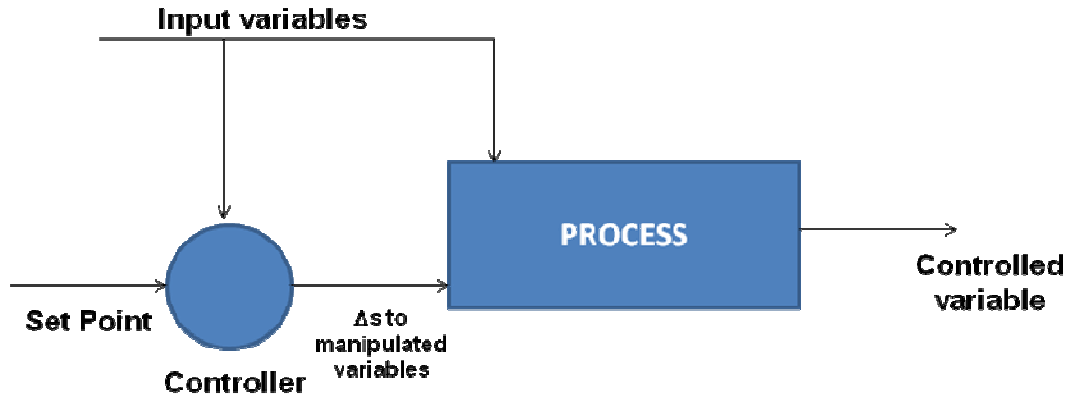 Input variables
PROCESS
Controlled
variable
Set Point
Δs to
manipulated
variables
Controller